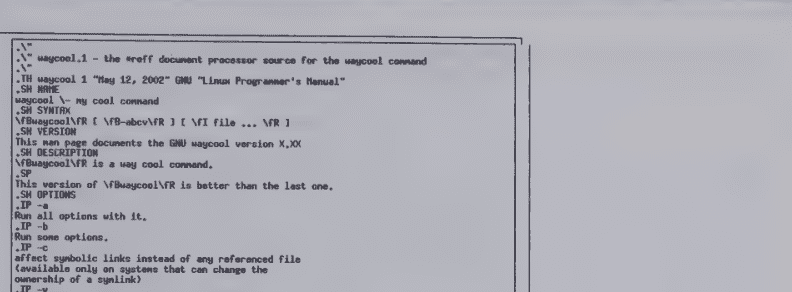 .\"
.\" waycool.1 - the *roff document processor source for the waycool command
.\"
.TH waycool 1 "May 12, 2002" GNU "Linux Programmer's Manual"
.SH NAME
waycool \- my cool command
.SH SYNTAX
\fBwaycool\fR [ \fB-abcv\fR ] [ \fI file ... \fR ]
.SH VERSION
This man page documents the GNU waycool version X.XX
.SH DESCRIPTION
\fBwaycool\fR is a way cool command.
.SP
This version of \fBwaycool\fR is better than the last one.
.SH OPTIONS
.IP -a
Run all options with it.
.IP -b
Run some options.
.IP -c
affect symbolic links instead of any referenced file
(available only on systems that can change the
ownership of a symlink)
.IP -v